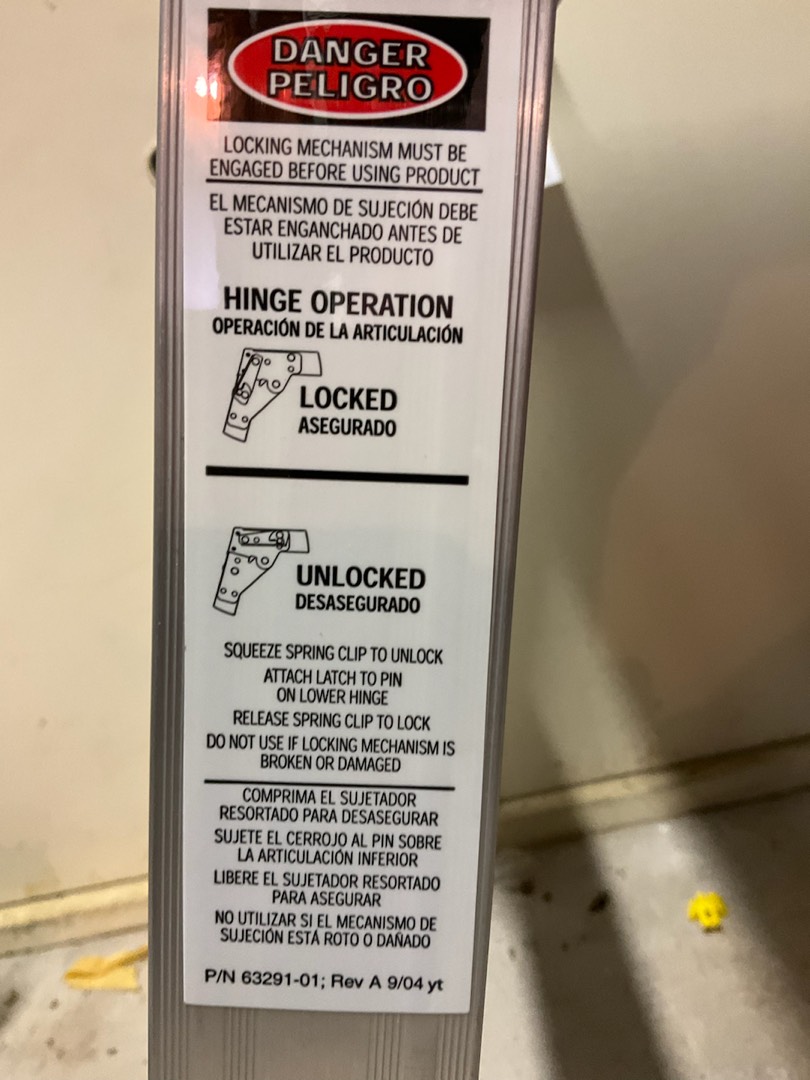 DANGER
PELIGRO
LOCKING MECHANISM MUST BE
ENGAGED BEFORE USING PRODUCT
EL MECANISMO DE SUJECIÓN DEBE
ESTAR ENGANCHADO ANTES DE
UTILIZAR EL PRODUCTO
HINGE OPERATION
OPERACIÓN DE LA ARTICULACIÓN
LOCKED
ASEGURADO
UNLOCKED
DESASEGURADO
SQUEEZE SPRING CLIP TO UNLOCK
ATTACH LATCH TO PIN
ON LOWER HINGE
RELEASE SPRING CLIP TO LOCK
DO NOT USE IF LOCKING MECHANISM IS
BROKEN OR DAMAGED
COMPRIMA EL SUJETADOR
RESORTADO PARA DESASEGURAR
SUJETE EL CERROJO AL PIN SOBRE
LA ARTICULACIÓN INFERIOR
LIBERE EL SUJETADOR RESORTADO
PARA ASEGURAR
NO UTILIZAR SI EL MECANISMO DE
SUJECIÓN ESTÁ ROTO O DAÑADO
P/N 63291-01; Rev A 9/04 yt